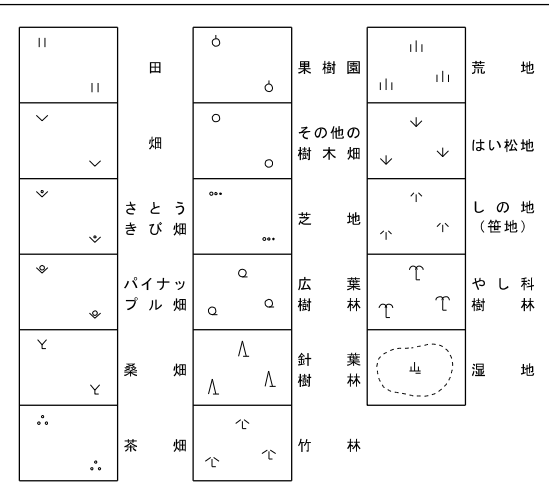 田
畑
さとう
きび畑
パイナッ
プル畑
桑畑
茶畑
果樹園
その他の
樹木畑
芝地
広葉
樹林
針葉
樹林
竹林
荒地
はい松地
しの地
(笹地)
やし科
樹林
湿地